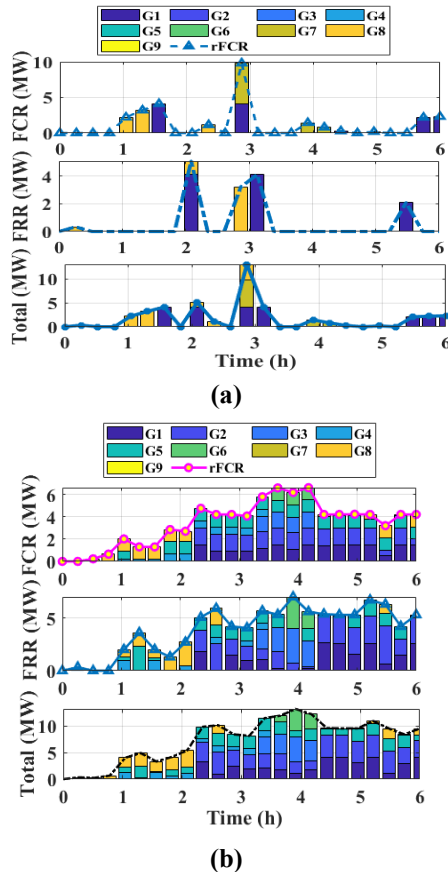 G1 G2 G3 G4
G5 G6 G7 G8
G9 rFCR
FCR (MW)
10
5
0
0 1 2 3 4 5 6
FRR (MW)
4
2
0
0 1 2 3 4 5 6
Total (MW)
10
5
0
0 1 2 3 4 5 6
Time (h)
(a)
G1 G2 G3 G4
G5 G6 G7 G8
G9 rFCR
FCR (MW)
6
4
2
0
0 1 2 3 4 5 6
FRR (MW)
5
0
0 1 2 3 4 5 6
Total (MW)
10
5
0
0 1 2 3 4 5 6
Time (h)
(b)